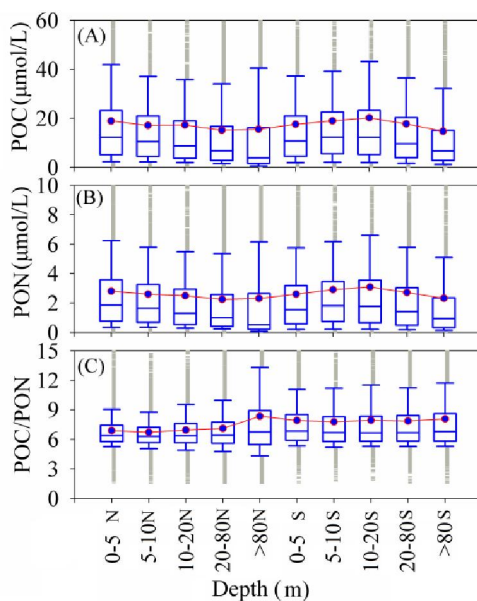 (A)
POC (μmol/L)
60
40
20
0
(B)
PON (μmol/L)
10
8
6
4
2
0
(C)
POC/PON
15
12
9
6
3
0
0-5 N
5-10N
10-20N
20-80N
>80N
0-5 S
5-10S
10-20S
20-80S
>80S
Depth (m)